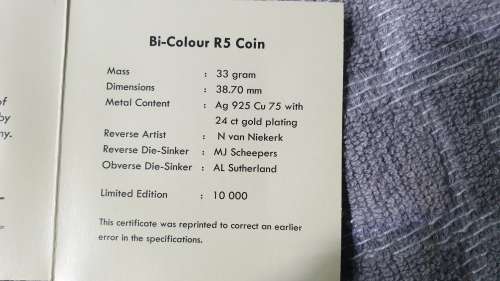 Bi-Colour R5 Coin
Mass : 33 gram
Dimensions : 38.70 mm
Metal Content : Ag 925 Cu 75 with
24 ct gold plating
Reverse Artist : N van Niekerk
Reverse Die-Sinker : MJ Scheepers
Obverse Die-Sinker : AL Sutherland
Limited Edition : 10 000
This certificate was reprinted to correct an earlier
error in the specifications.
of
by